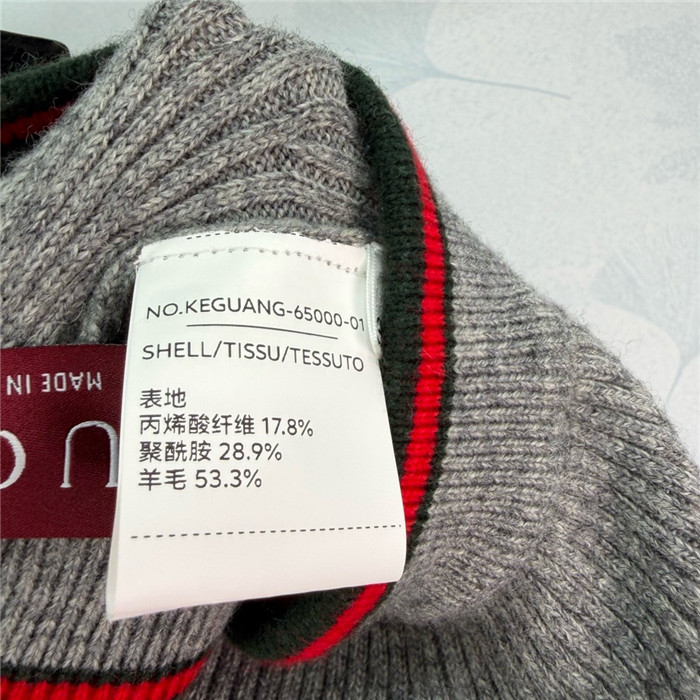 NO.KEGUANG-65000-01
SHELL/TISSU/TESSUTO
表地
丙烯酸纤维 17.8%
聚酰胺 28.9%
羊毛 53.3%
MADE IN